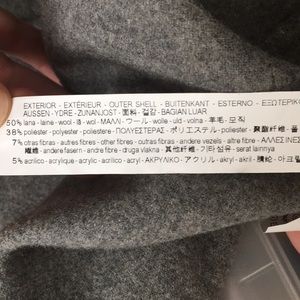 EXTERIOR - EXTÉRIEUR - OUTER SHELL - BUITENKANT - ESTERNO - ΕΞΩΤΕΡΙΚ
AUSSEN - YDRE - ZUNANJOST - 面料 - 겉감 - BAGIAN LUAR
50% lana - laine - wool - lã - wol - ΜΑΛΛΙ - ウール - wolle - uld - volna - 羊毛 - 모직
38% poliéster - polyester - poliestere - ΠΟΛΥΕΣΤΕΡΑΣ - ポリエステル - poliester - 聚酯纤维 - 폴
7% otras fibras - autres fibres - other fibres - outras fibras - andere vezels - altre fibre - ΑΛΛΕΣ ΙΝΕΣ
繊維 - andere fasern - andre fibre - druga vlakna - 其他纤维 - 기타섬유 - serat lainnya
5% acrílico - acrylique - acrylic - acrílico - acryl - ΑΚΡΥΛΙΚΟ - アクリル - akryl - akril - 腈纶 - 아크릴